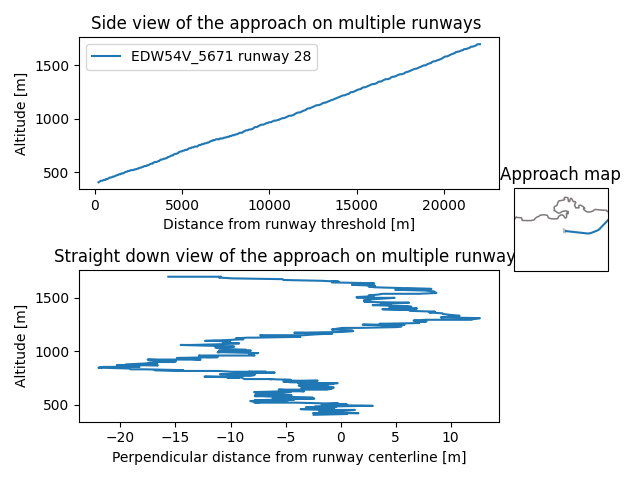 Side view of the approach on multiple runways
EDW54V_5671 runway 28
1500
1000
500
Altitude [m]
0 5000 10000 15000 20000
Distance from runway threshold [m]
Approach map
Straight down view of the approach on multiple runway
1500
1000
500
Altitude [m]
−20 −15 −10 −5 0 5 10
Perpendicular distance from runway centerline [m]